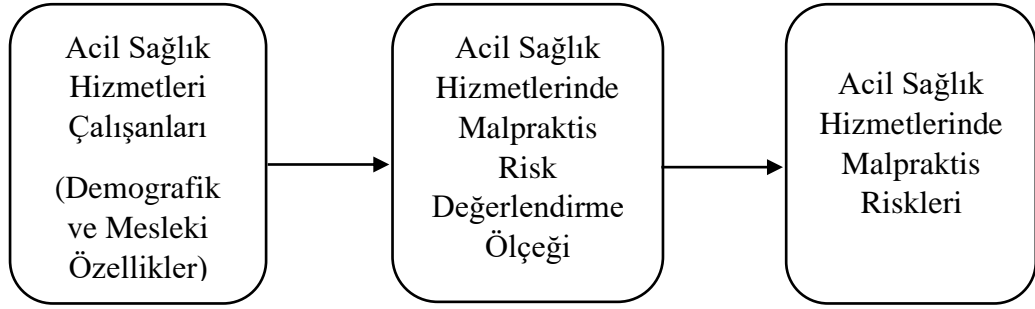 Acil Sağlık
Hizmetleri
Çalışanları
(Demografik
ve Mesleki
Özellikler)
Acil Sağlık
Hizmetlerinde
Malpraktis
Risk
Değerlendirme
Ölçeği
Acil Sağlık
Hizmetlerinde
Malpraktis
Riskleri